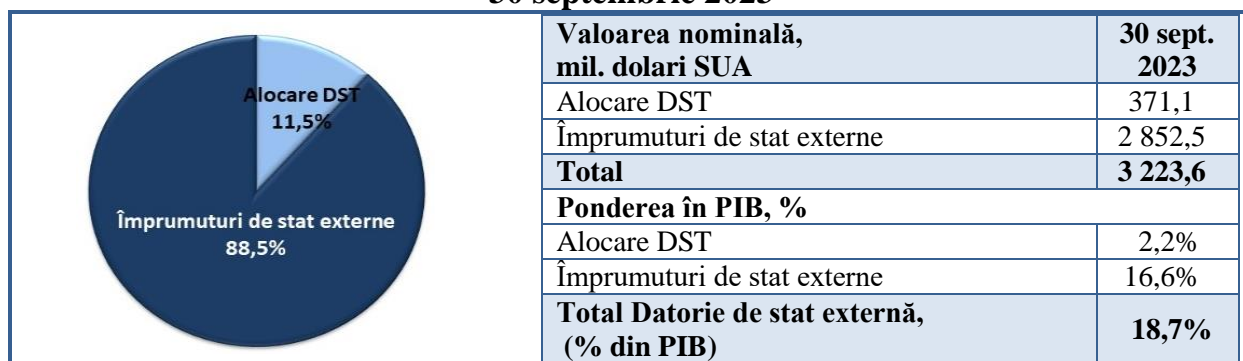 Alocare DST
11,5%
Împrumuturi de stat externe
88,5%
Valoarea nominală,
mil. dolari SUA
30 sept.
2023
Alocare DST 371,1
Împrumuturi de stat externe 2 852,5
Total 3 223,6
Ponderea în PIB, %
Alocare DST 2,2%
Împrumuturi de stat externe 16,6%
Total Datorie de stat externă,
(% din PIB)
18,7%